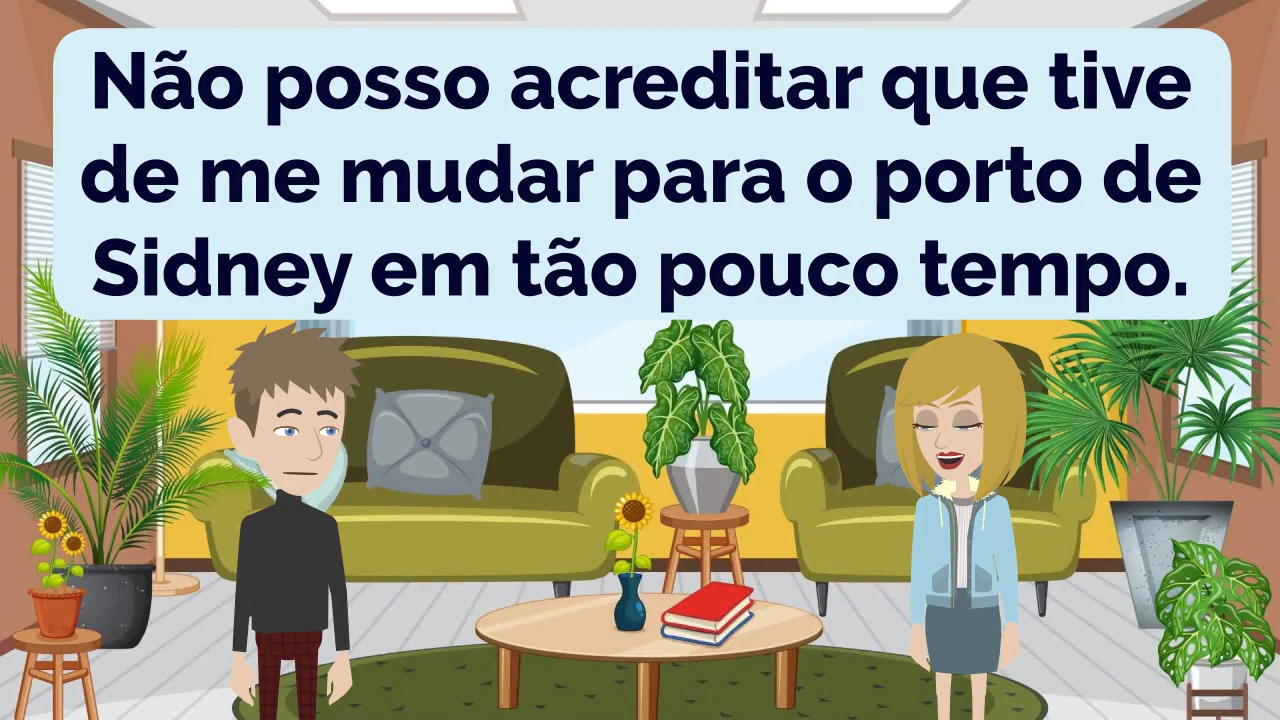 Não posso acreditar que tive
de me mudar para o porto de
Sidney em tão pouco tempo.